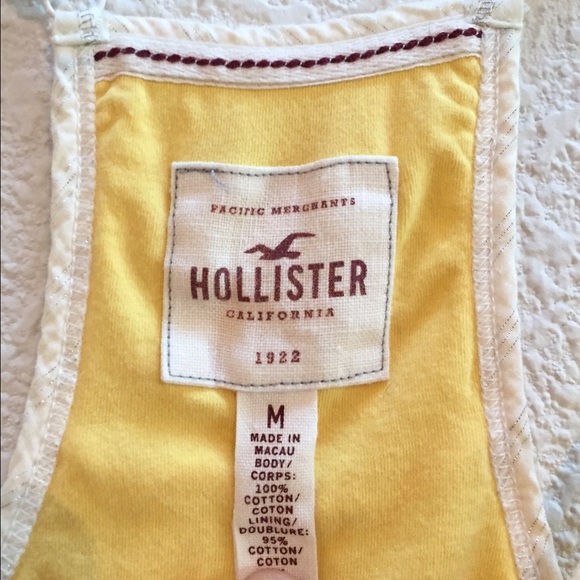 PACIFIC MERCHANTS
HOLLISTER
CALIFORNIA
1922
M
MADE IN
MACAU
BODY/
CORPS:
100%
COTTON/
COTON
LINING/
DOUBLURE:
95%
COTTON/
COTON